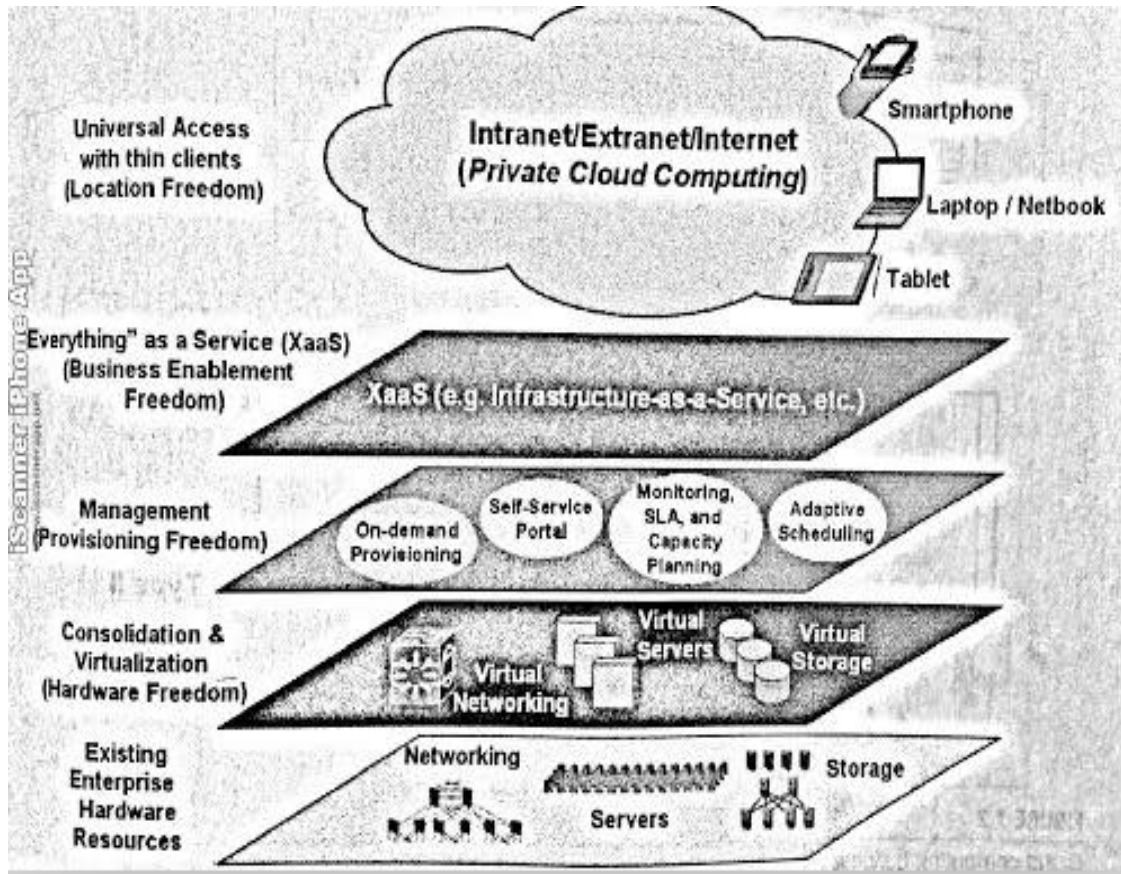 Universal Access
with thin clients
(Location Freedom)
Intranet/Extranet/Internet
(Private Cloud Computing)
Smartphone
Laptop / Netbook
Tablet
Everything" as a Service (XaaS)
(Business Enablement
Freedom)
XaaS (e.g. Infrastructure-as-a-Service, etc.)
Management
(Provisioning Freedom)
On-demand
Provisioning
Self-Service
Portal
Monitoring,
SLA, and
Capacity
Planning
Adaptive
Scheduling
Consolidation &
Virtualization
(Hardware Freedom)
Virtual
Networking
Virtual
Servers
Virtual
Storage
Existing
Enterprise
Hardware
Resources
Networking
Servers
Storage
iScanner iPhone App
Type II